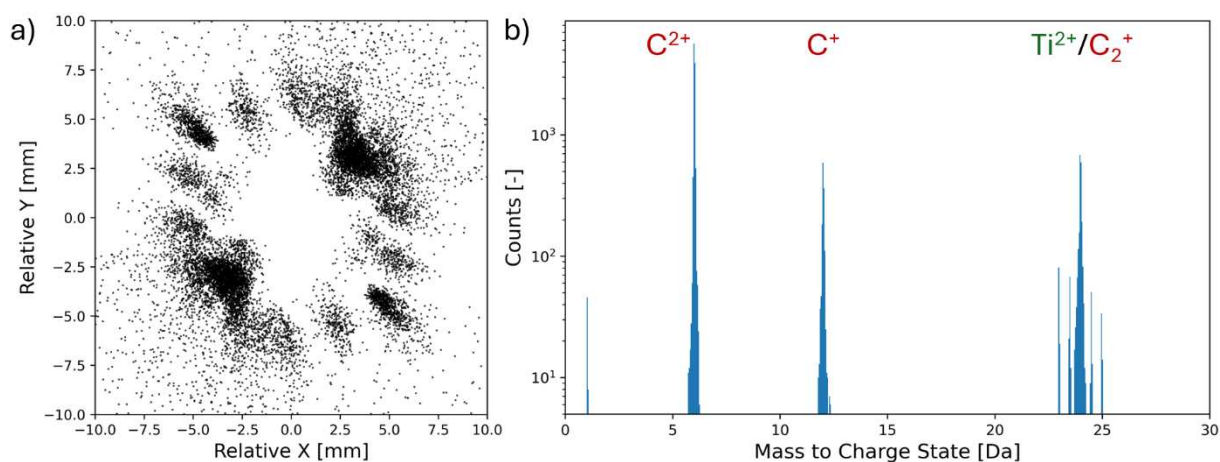 a)
10.0
7.5
5.0
2.5
0.0
−2.5
−5.0
−7.5
−10.0
Relative Y [mm]
−10.0 −7.5 −5.0 −2.5 0.0 2.5 5.0 7.5 10.0
Relative X [mm]
b)
C²⁺
C⁺
Ti²⁺/C₂⁺
10³
10²
10¹
Counts [-]
0 5 10 15 20 25 30
Mass to Charge State [Da]